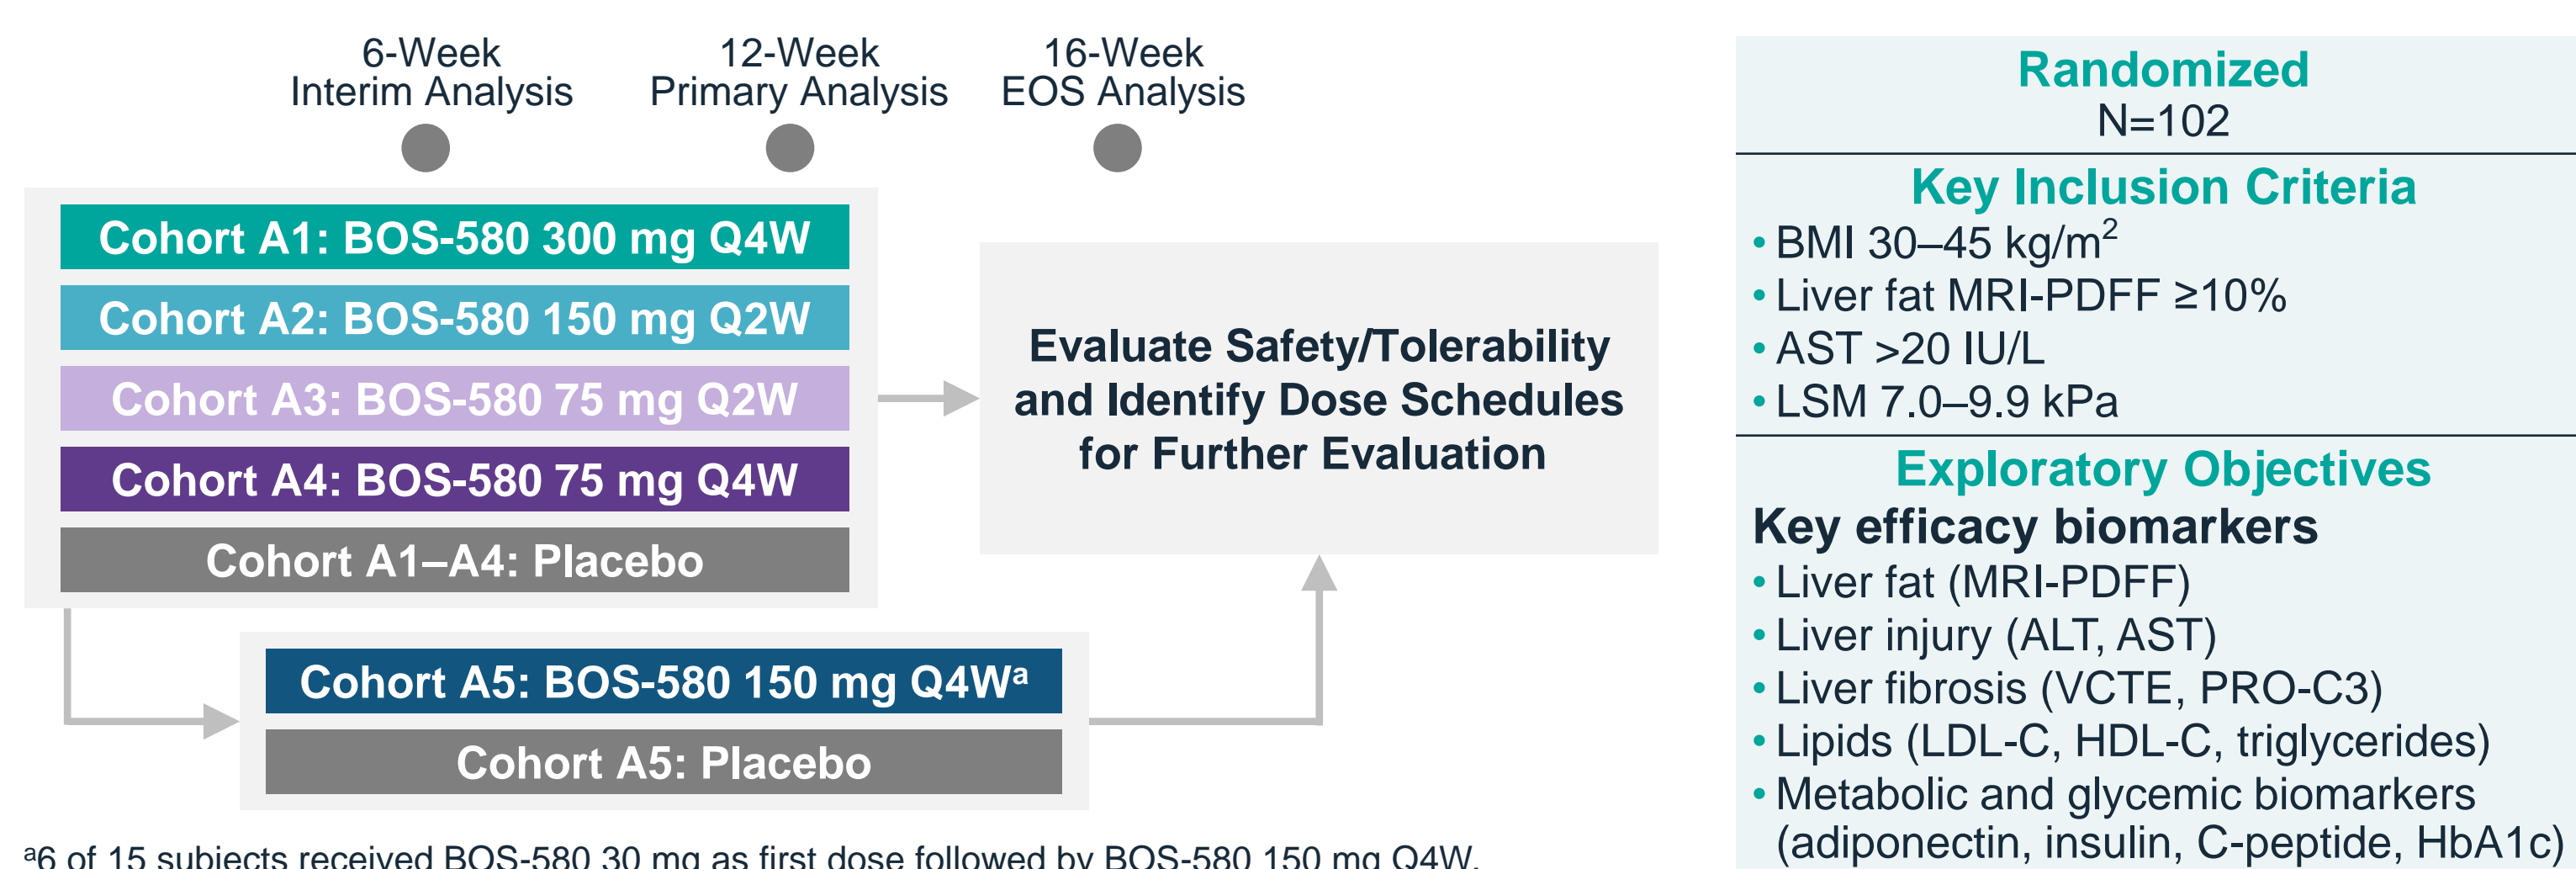 6-Week
Interim Analysis
12-Week
Primary Analysis
16-Week
EOS Analysis
Cohort A1: BOS-580 300 mg Q4W
Cohort A2: BOS-580 150 mg Q2W
Cohort A3: BOS-580 75 mg Q2W
Cohort A4: BOS-580 75 mg Q4W
Cohort A1–A4: Placebo
Evaluate Safety/Tolerability
and Identify Dose Schedules
for Further Evaluation
Cohort A5: BOS-580 150 mg Q4Wᵃ
Cohort A5: Placebo
ᵃ6 of 15 subjects received BOS-580 30 mg as first dose followed by BOS-580 150 mg Q4W.
Randomized
N=102
Key Inclusion Criteria
• BMI 30–45 kg/m²
• Liver fat MRI-PDFF ≥10%
• AST >20 IU/L
• LSM 7.0–9.9 kPa
Exploratory Objectives
Key efficacy biomarkers
• Liver fat (MRI-PDFF)
• Liver injury (ALT, AST)
• Liver fibrosis (VCTE, PRO-C3)
• Lipids (LDL-C, HDL-C, triglycerides)
• Metabolic and glycemic biomarkers
(adiponectin, insulin, C-peptide, HbA1c)